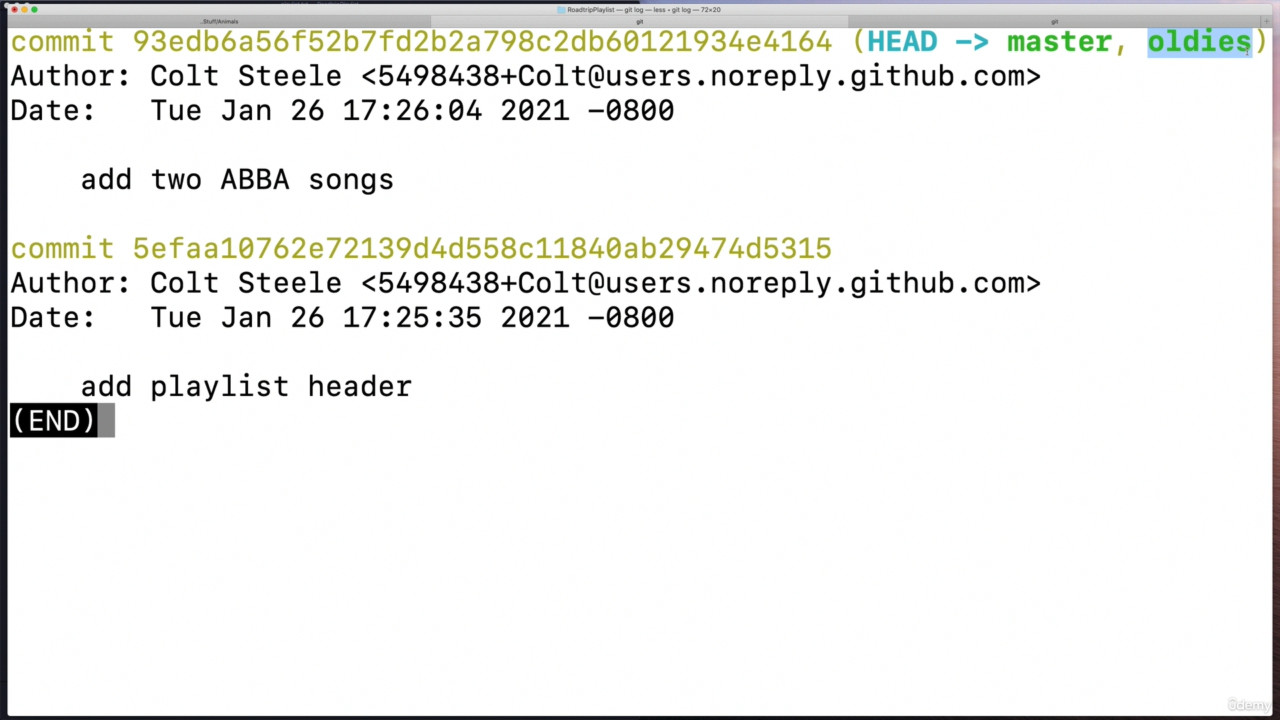 RoadtripPlaylist — git log — less ◂ git log — 72×20
..Stuff/Animals
git
git
commit 93edb6a56f52b7fd2b2a798c2db60121934e4164 (HEAD -> master, oldies)
Author: Colt Steele <5498438+Colt@users.noreply.github.com>
Date:   Tue Jan 26 17:26:04 2021 -0800
add two ABBA songs
commit 5efaa10762e72139d4d558c11840ab29474d5315
Author: Colt Steele <5498438+Colt@users.noreply.github.com>
Date:   Tue Jan 26 17:25:35 2021 -0800
add playlist header
(END)
ûdemy